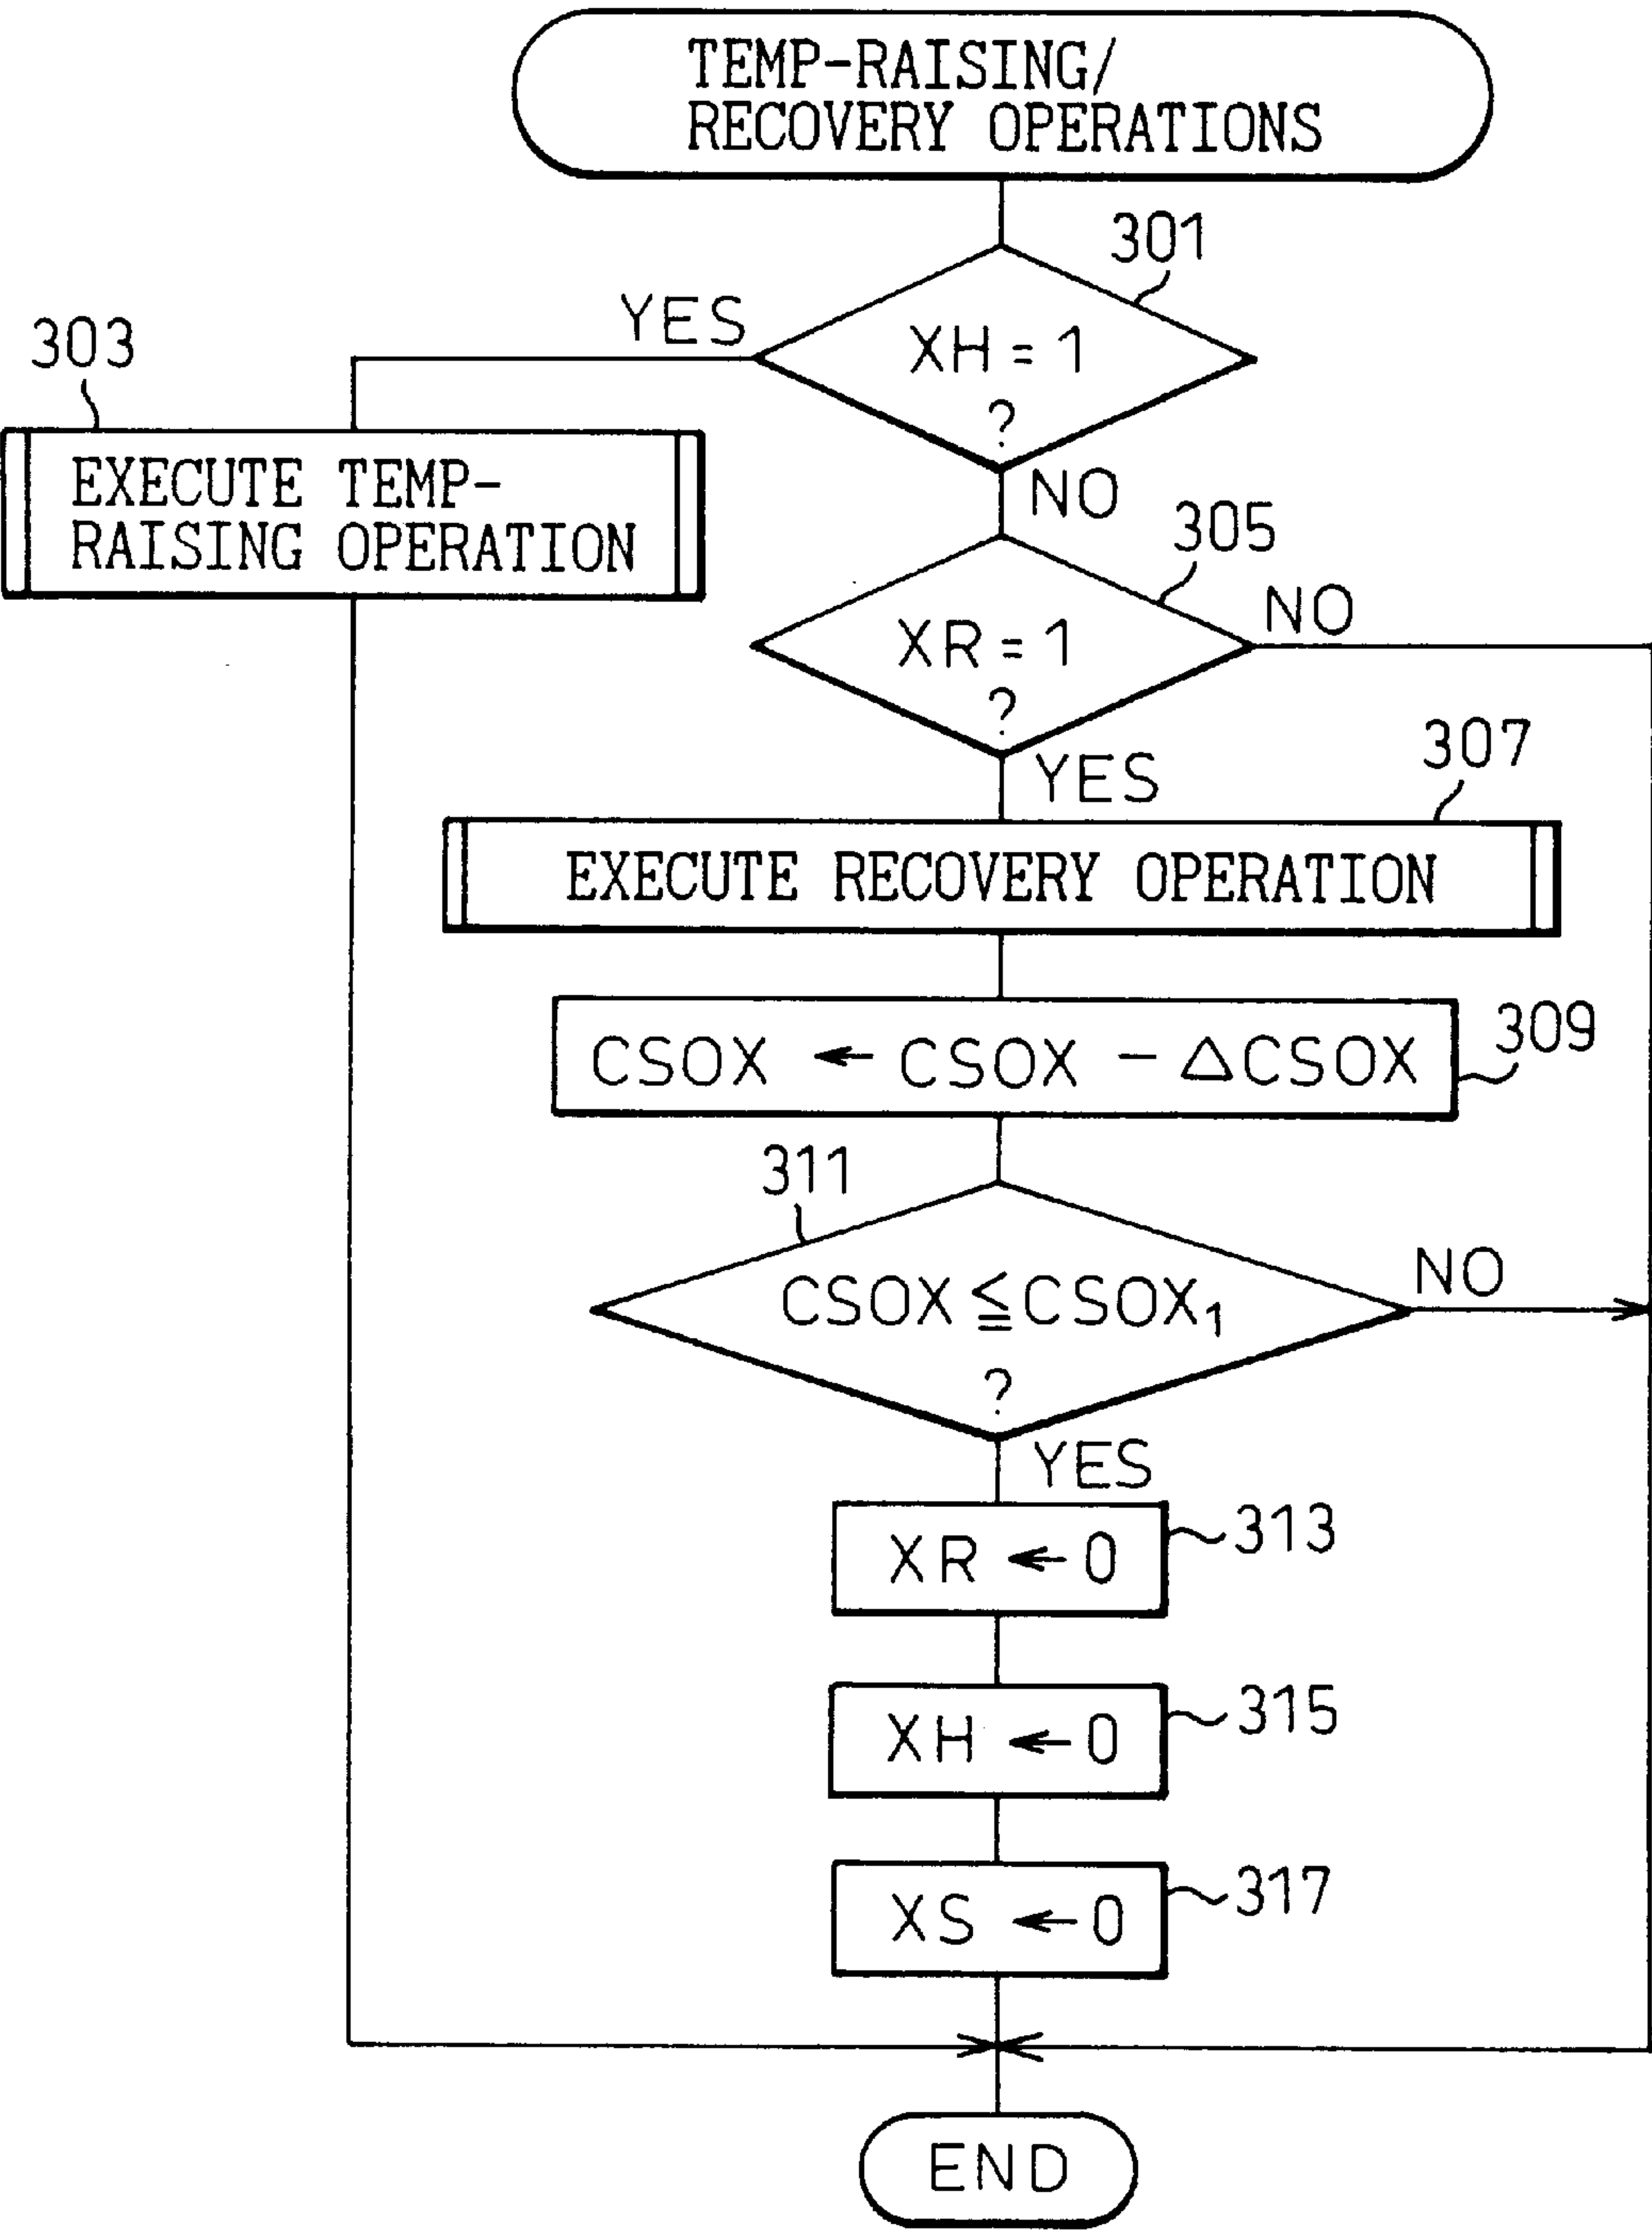 TEMP-RAISING/
RECOVERY OPERATIONS
301
YES
XH = 1
?
303
EXECUTE TEMP-
RAISING OPERATION
NO
305
NO
XR = 1
?
YES
307
EXECUTE RECOVERY OPERATION
CSOX ← CSOX − △CSOX
309
311
CSOX ≦ CSOX₁
?
NO
YES
XR ← 0
313
XH ← 0
315
XS ← 0
317
END